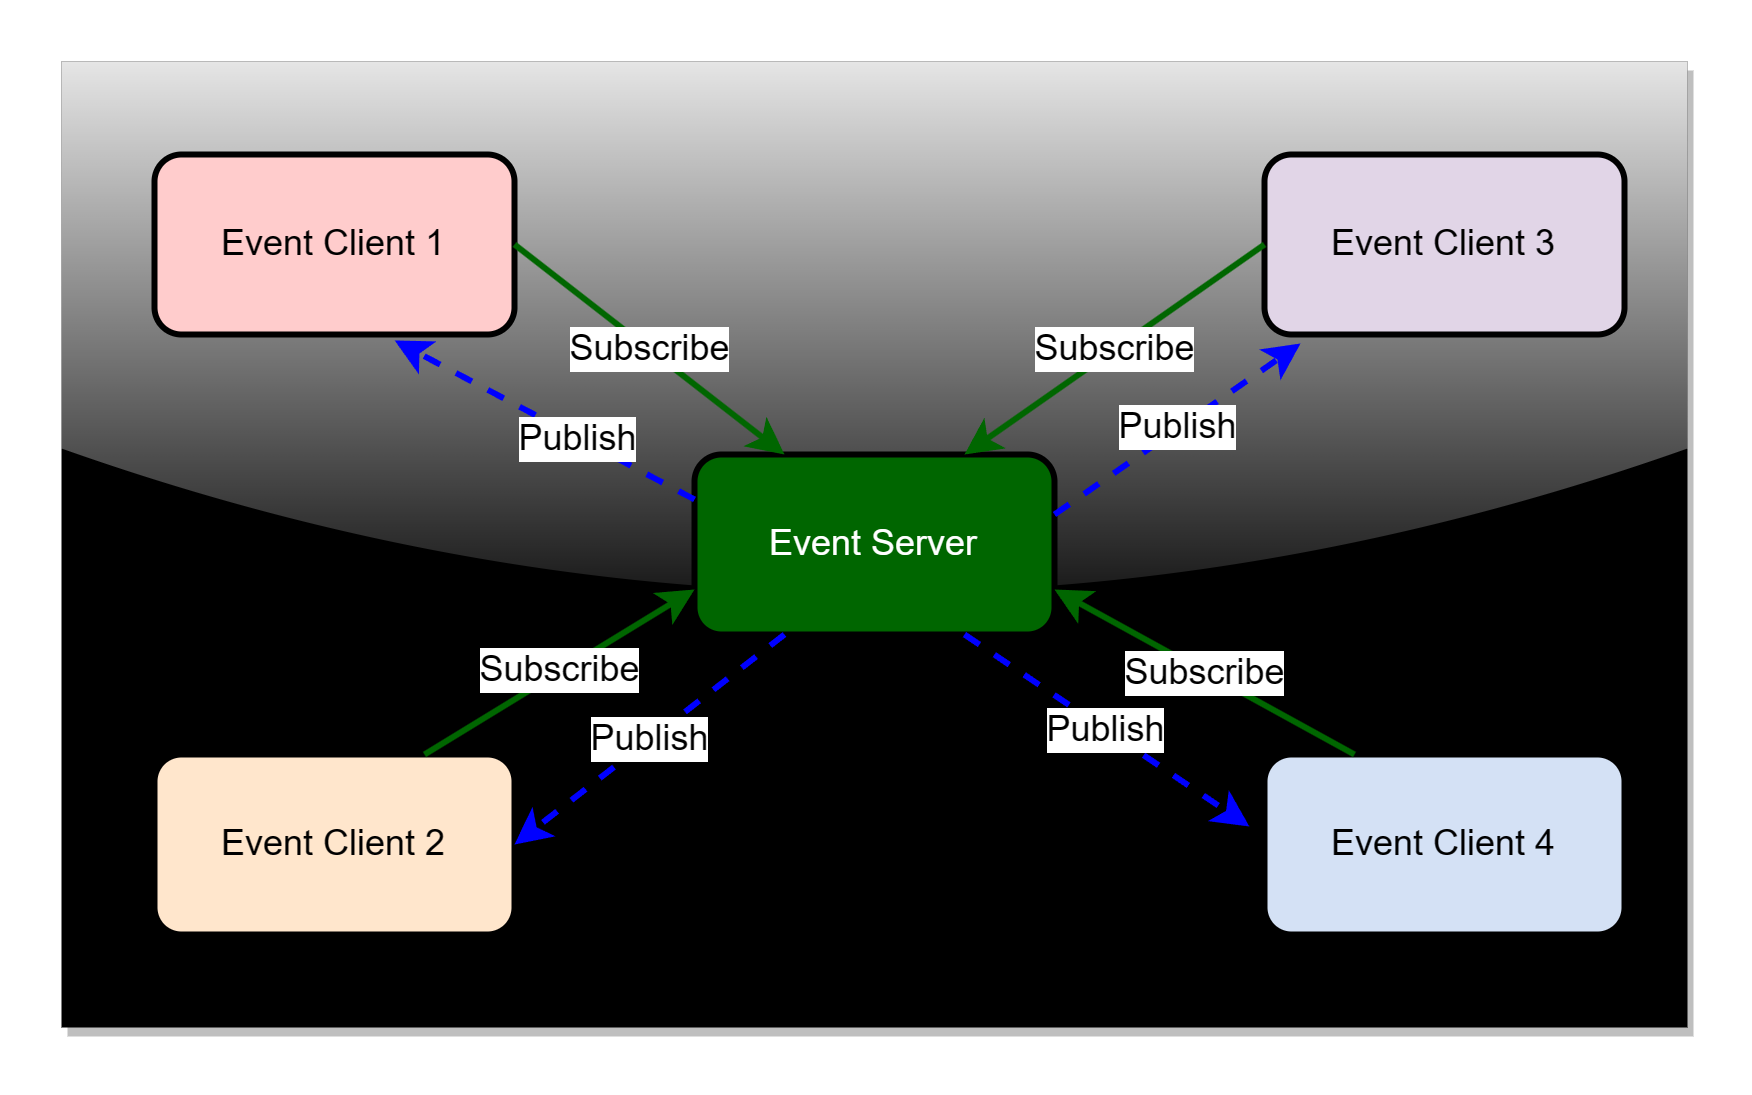 Event Client 1
Event Client 3
Subscribe
Subscribe
Publish
Publish
Event Server
Subscribe
Subscribe
Publish
Publish
Event Client 2
Event Client 4